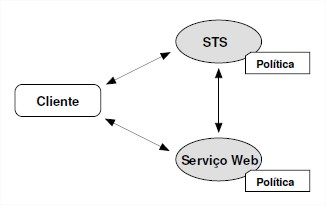 STS
Política
Cliente
Serviço Web
Política